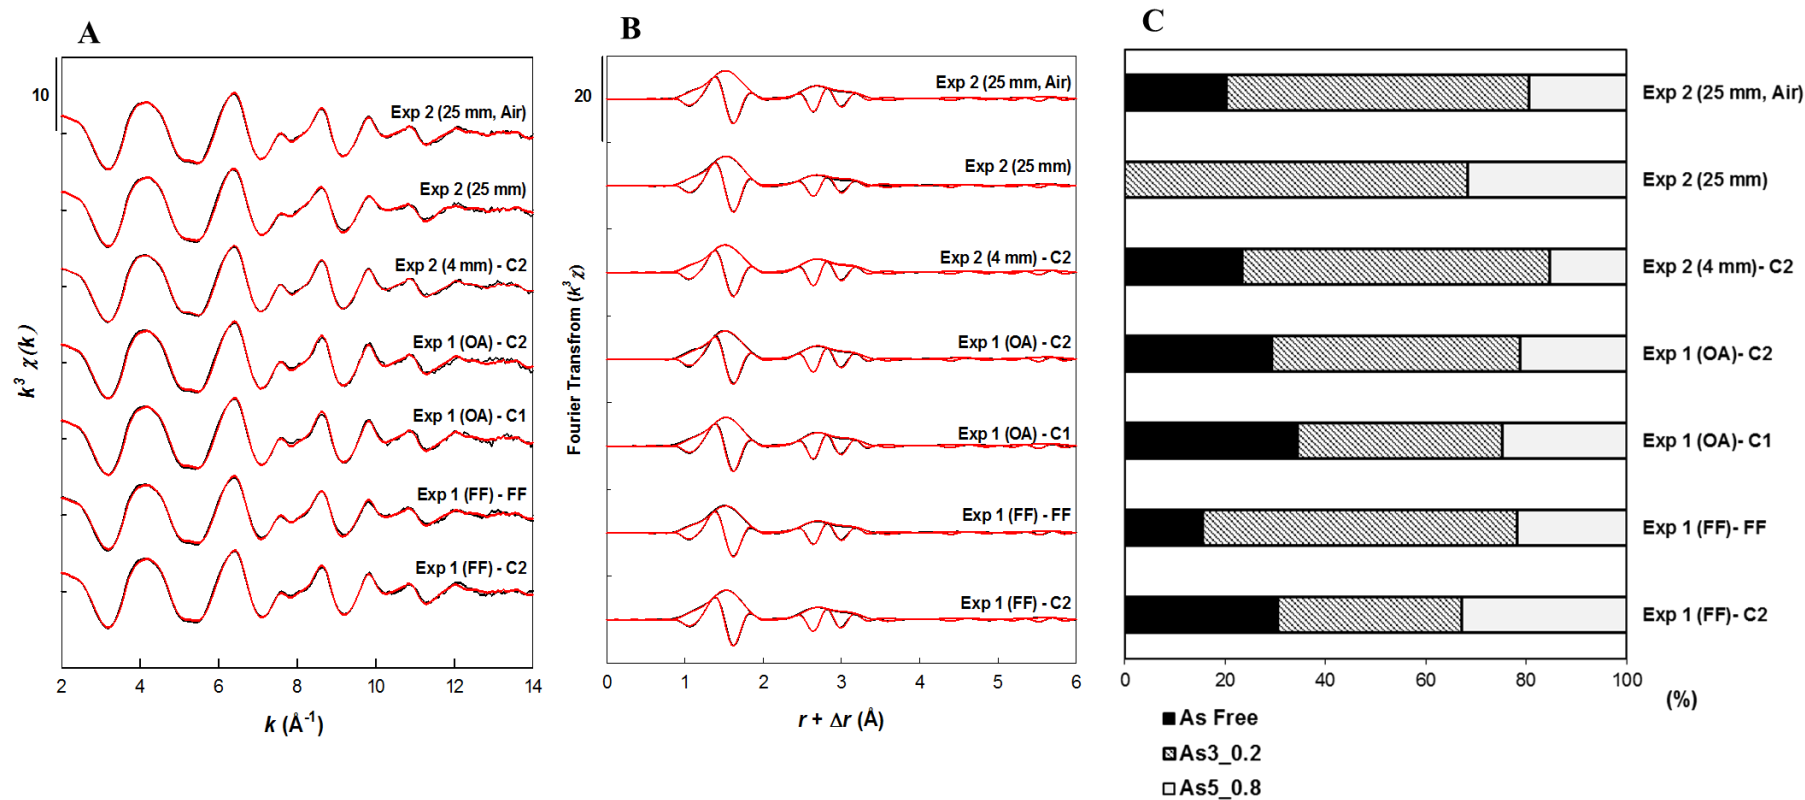 A
10
Exp 2 (25 mm, Air)
Exp 2 (25 mm)
Exp 2 (4 mm) - C2
Exp 1 (OA) - C2
Exp 1 (OA) - C1
Exp 1 (FF) - FF
Exp 1 (FF) - C2
k³ χ(k)
2 4 6 8 10 12 14
k (Å⁻¹)
B
20
Exp 2 (25 mm, Air)
Exp 2 (25 mm)
Exp 2 (4 mm) - C2
Exp 1 (OA) - C2
Exp 1 (OA) - C1
Exp 1 (FF) - FF
Exp 1 (FF) - C2
Fourier Transfrom (k³χ)
0 1 2 3 4 5 6
r + Δr (Å)
C
Exp 2 (25 mm, Air)
Exp 2 (25 mm)
Exp 2 (4 mm)- C2
Exp 1 (OA)- C2
Exp 1 (OA)- C1
Exp 1 (FF)- FF
Exp 1 (FF)- C2
0 20 40 60 80 100
(%)
As Free
As3_0.2
As5_0.8